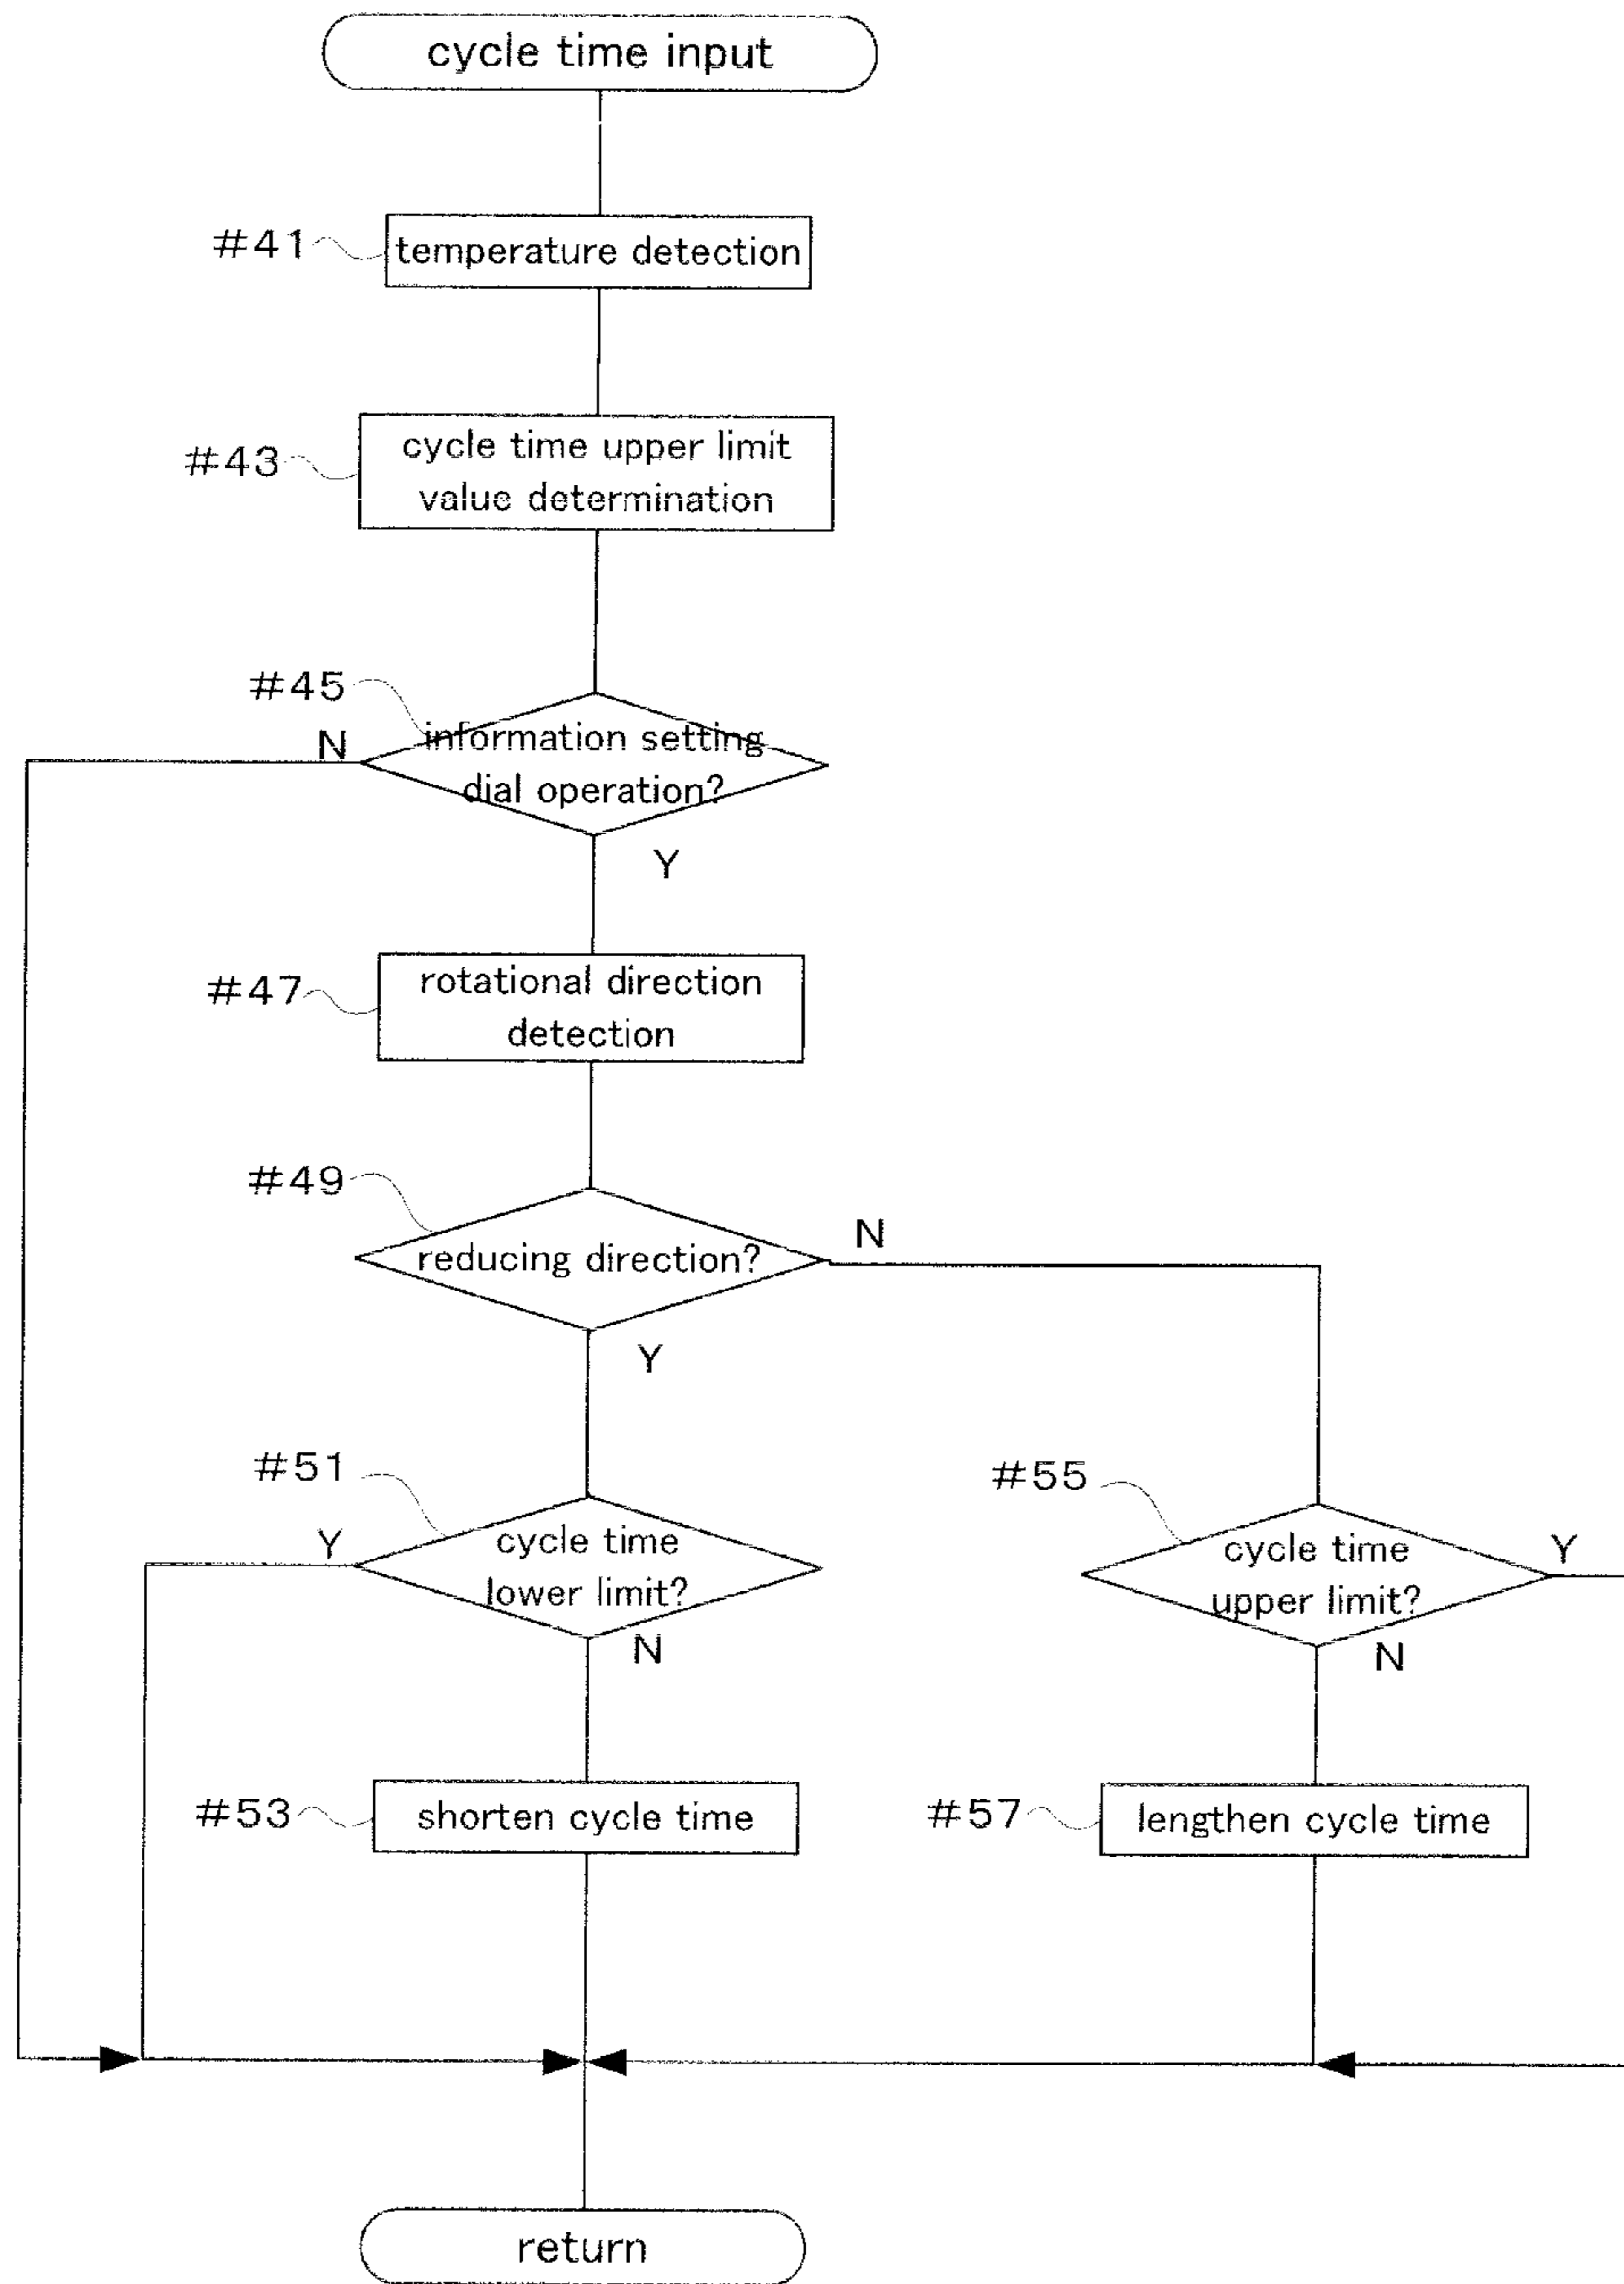 cycle time input
#41
temperature detection
#43
cycle time upper limit
value determination
#45
N
information setting
dial operation?
Y
#47
rotational direction
detection
#49
reducing direction?
N
Y
#51
Y
cycle time
lower limit?
N
#55
cycle time
upper limit?
Y
N
#53
shorten cycle time
#57
lengthen cycle time
return